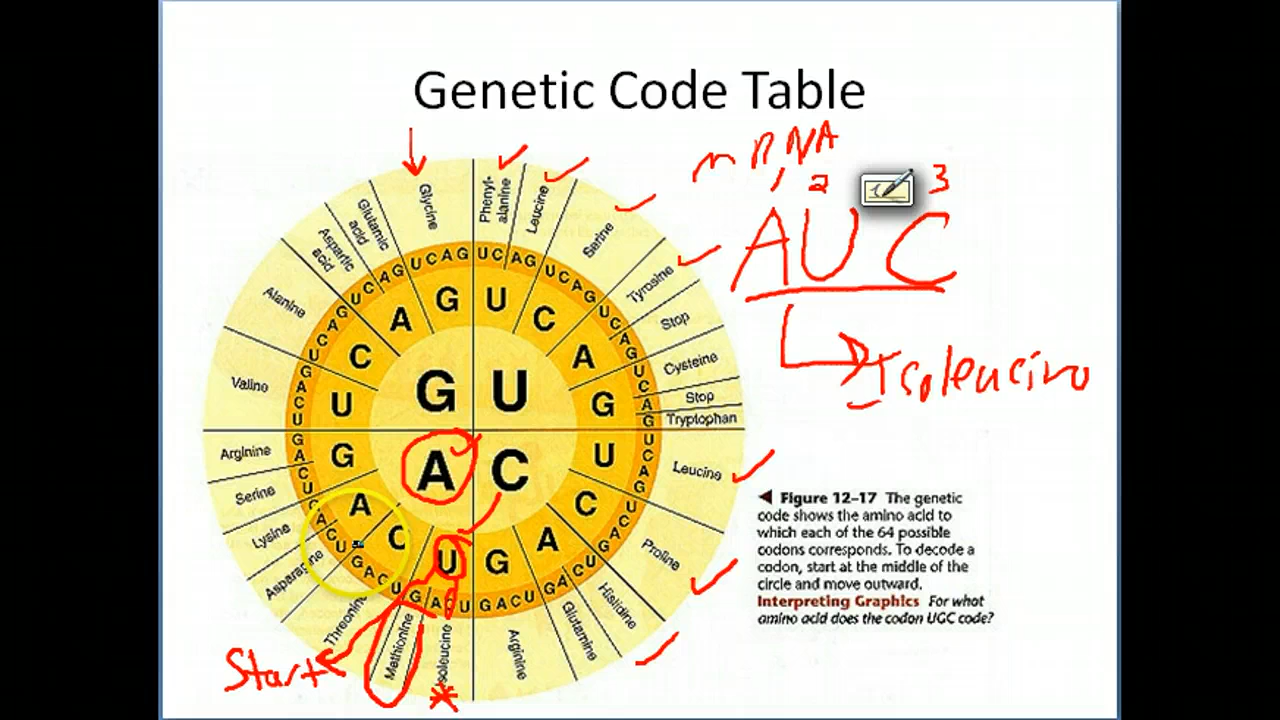 Genetic Code Table
mRNA
1 2 3
AUC
Isoleucine
Glycine
Phenyl-
alanine
Leucine
Serine
Tyrosine
Stop
Cysteine
Stop
Tryptophan
Leucine
Proline
Histidine
Glutamine
Arginine
Isoleucine
Methionine
Start
Threonine
Asparagine
Lysine
Serine
Arginine
Valine
Alanine
Aspartic
acid
Glutamic
acid
G U
A C
U C A G
U C A G
U C A G
U C A G
◀ Figure 12–17 The genetic
code shows the amino acid to
which each of the 64 possible
codons corresponds. To decode a
codon, start at the middle of the
circle and move outward.
Interpreting Graphics For what
amino acid does the codon UGC code?